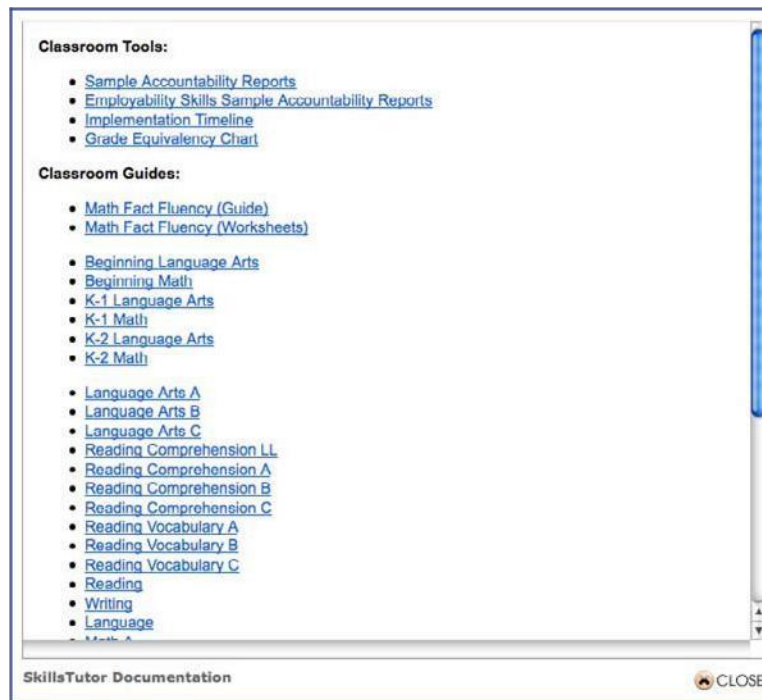 Classroom Tools:
Sample Accountability Reports
Employability Skills Sample Accountability Reports
Implementation Timeline
Grade Equivalency Chart
Classroom Guides:
Math Fact Fluency (Guide)
Math Fact Fluency (Worksheets)
Beginning Language Arts
Beginning Math
K-1 Language Arts
K-1 Math
K-2 Language Arts
K-2 Math
Language Arts A
Language Arts B
Language Arts C
Reading Comprehension LL
Reading Comprehension A
Reading Comprehension B
Reading Comprehension C
Reading Vocabulary A
Reading Vocabulary B
Reading Vocabulary C
Reading
Writing
Language
Math A
SkillsTutor Documentation
CLOSE